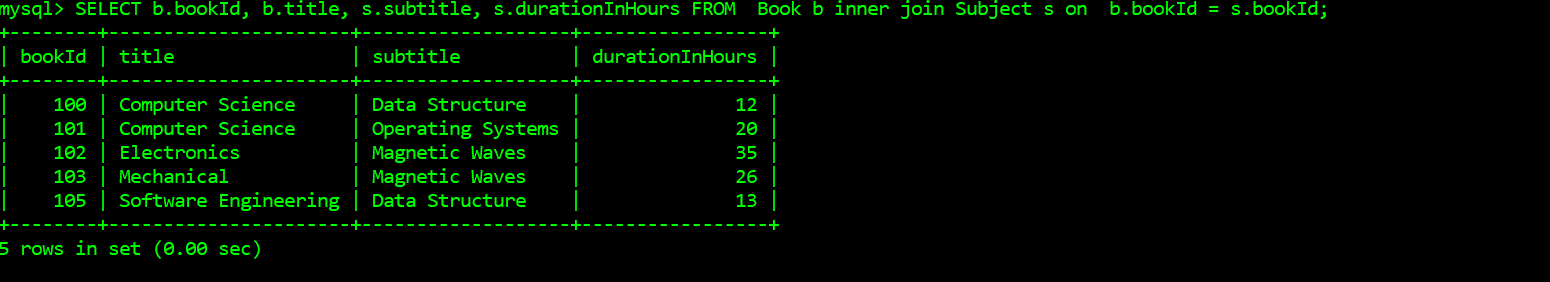 mysql> SELECT b.bookId, b.title, s.subtitle, s.durationInHours FROM  Book b inner join Subject s on  b.bookId = s.bookId;
+--------+----------------------+-------------------+-----------------+
| bookId | title                | subtitle          | durationInHours |
+--------+----------------------+-------------------+-----------------+
|    100 | Computer Science     | Data Structure    |              12 |
|    101 | Computer Science     | Operating Systems |              20 |
|    102 | Electronics          | Magnetic Waves    |              35 |
|    103 | Mechanical           | Magnetic Waves    |              26 |
|    105 | Software Engineering | Data Structure    |              13 |
+--------+----------------------+-------------------+-----------------+
5 rows in set (0.00 sec)